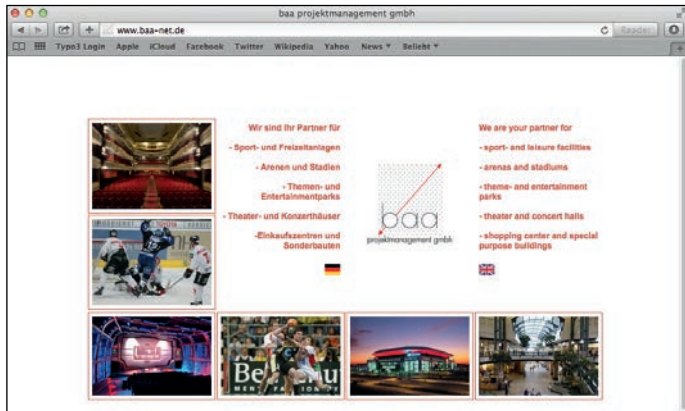 baa projektmanagement gmbh
www.baa-net.de
Reader
Typo3 Login Apple iCloud Facebook Twitter Wikipedia Yahoo News Beliebt
Wir sind Ihr Partner für
- Sport- und Freizeitanlagen
- Arenen und Stadien
- Themen- und
Entertainmentparks
- Theater- und Konzerthäuser
-Einkaufszentren und
Sonderbauten
baa
projektmanagement gmbh
We are your partner for
- sport- and leisure facilities
- arenas and stadiums
- theme- and entertainment
parks
- theater and concert halls
- shopping center and special
purpose buildings